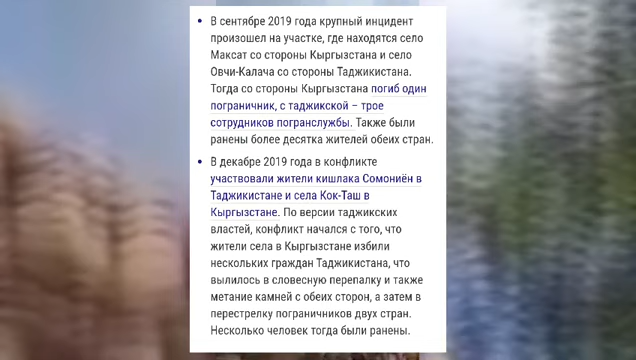 • В сентябре 2019 года крупный инцидент
произошел на участке, где находятся село
Максат со стороны Кыргызстана и село
Овчи-Калача со стороны Таджикистана.
Тогда со стороны Кыргызстана погиб один
пограничник, с таджикской – трое
сотрудников погранслужбы. Также были
ранены более десятка жителей обеих стран.
• В декабре 2019 года в конфликте
участвовали жители кишлака Сомониён в
Таджикистане и села Кок-Таш в
Кыргызстане. По версии таджикских
властей, конфликт начался с того, что
жители села в Кыргызстане избили
нескольких граждан Таджикистана, что
вылилось в словесную перепалку и также
метание камней с обеих сторон, а затем в
перестрелку пограничников двух стран.
Несколько человек тогда были ранены.